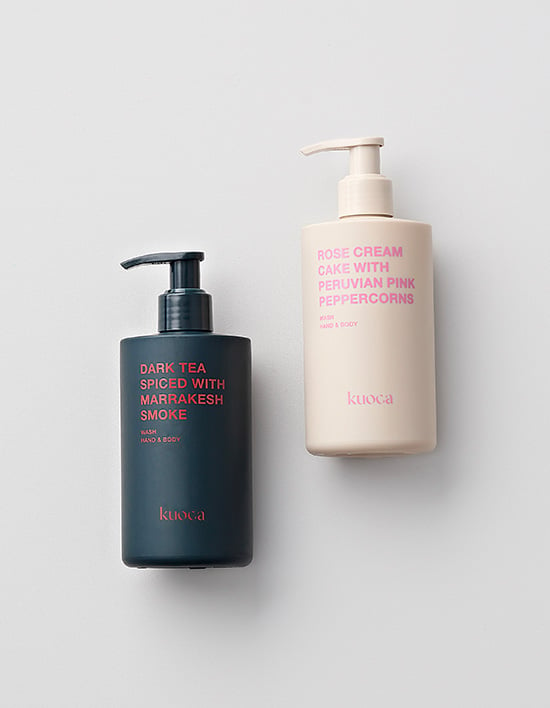 ROSE CREAM
CAKE WITH
PERUVIAN PINK
PEPPERCORNS
WASH
HAND & BODY
kuoca
DARK TEA
SPICED WITH
MARRAKESH
SMOKE
WASH
HAND & BODY
kuoca